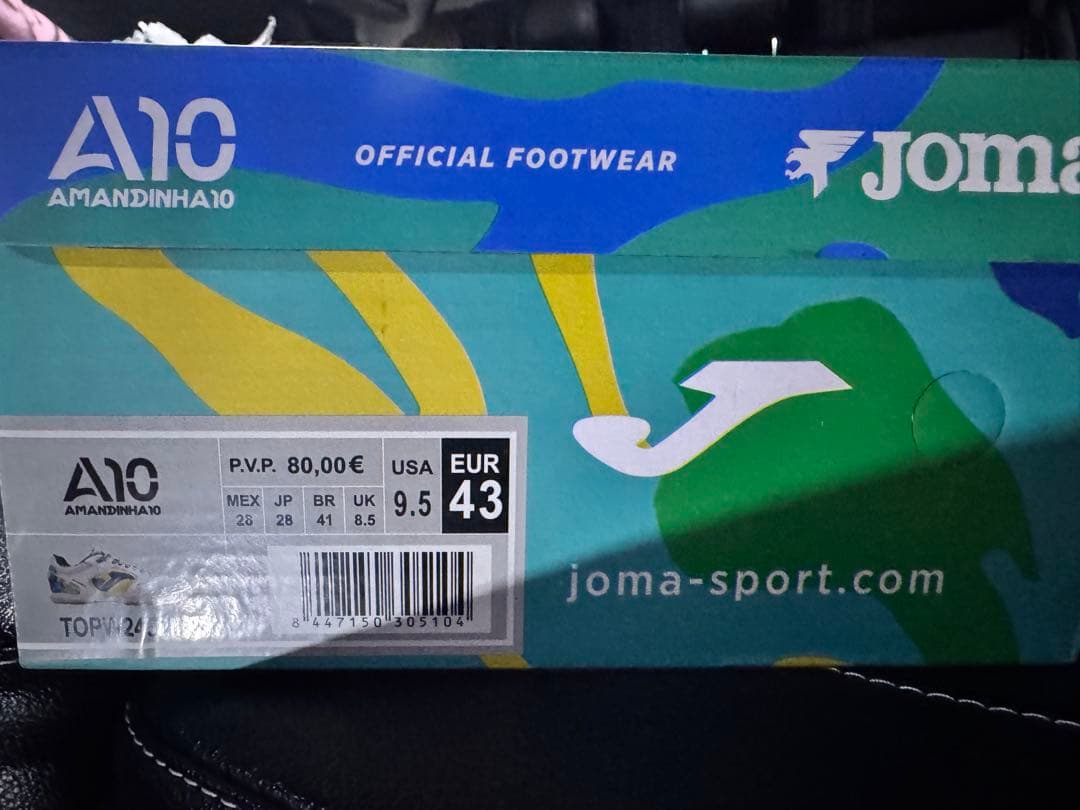 A10
AMANDINHA10
OFFICIAL FOOTWEAR
Joma
A10
AMANDINHA10
P.V.P. 80,00€
MEX JP BR UK
28 28 41 8.5
USA
9.5
EUR
43
8 447150 305104
joma-sport.com